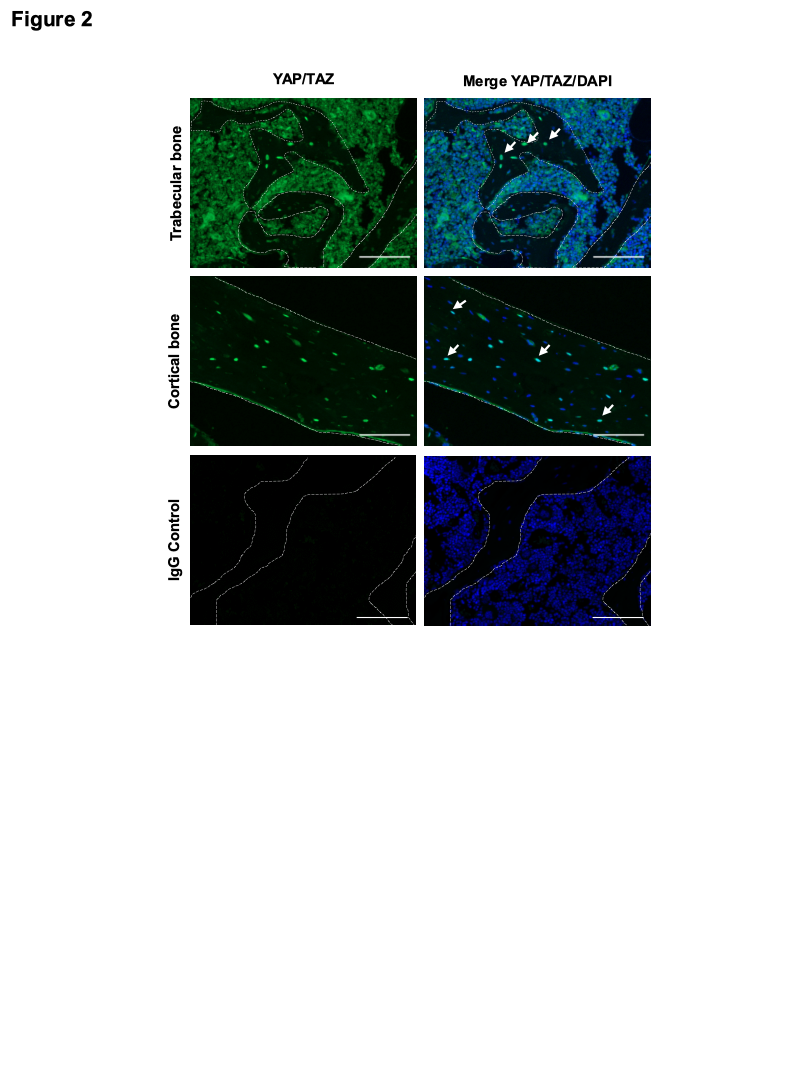 Figure 2
YAP/TAZ
Merge YAP/TAZ/DAPI
Trabecular bone
Cortical bone
IgG Control